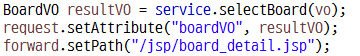 BoardVO resultVO = service.selectBoard(vo);
request.setAttribute("boardVO", resultVO);
forward.setPath("/jsp/board_detail.jsp");